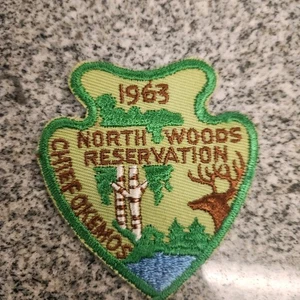 1963
NORTH WOODS
RESERVATION
CHIEF OKEMOS